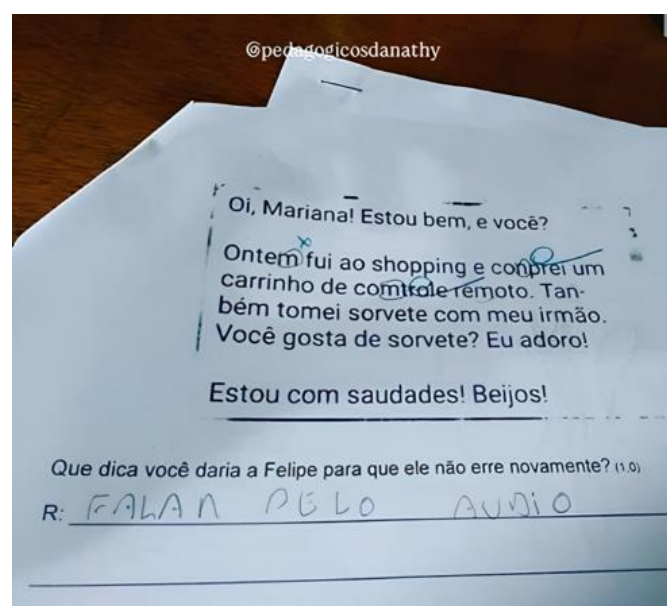 @pedagogicosdanathy
Oi, Mariana! Estou bem, e você?
Ontem fui ao shopping e conprei um
carrinho de comtrole remoto. Tan-
bém tomei sorvete com meu irmão.
Você gosta de sorvete? Eu adoro!
Estou com saudades! Beijos!
Que dica você daria a Felipe para que ele não erre novamente? (1,0)
R: FALAR PELO AUDIO